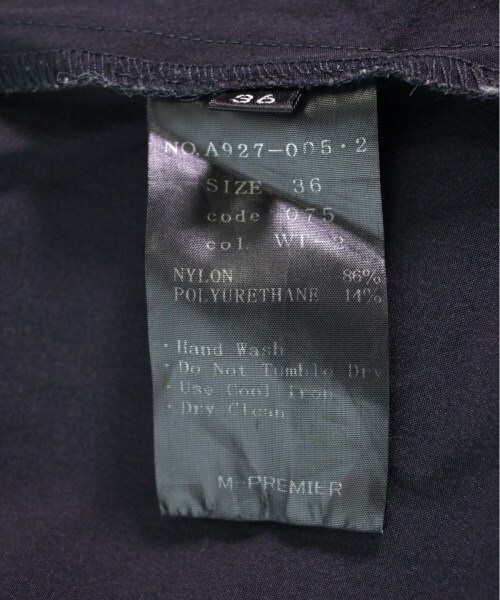 36
NO.A927-005・2
SIZE 36
code 075
col. WI-2
NYLON 86%
POLYURETHANE 14%
・Hand Wash
・Do Not Tumble Dry
・Use Cool Iron
・Dry Clean
M-PREMIER